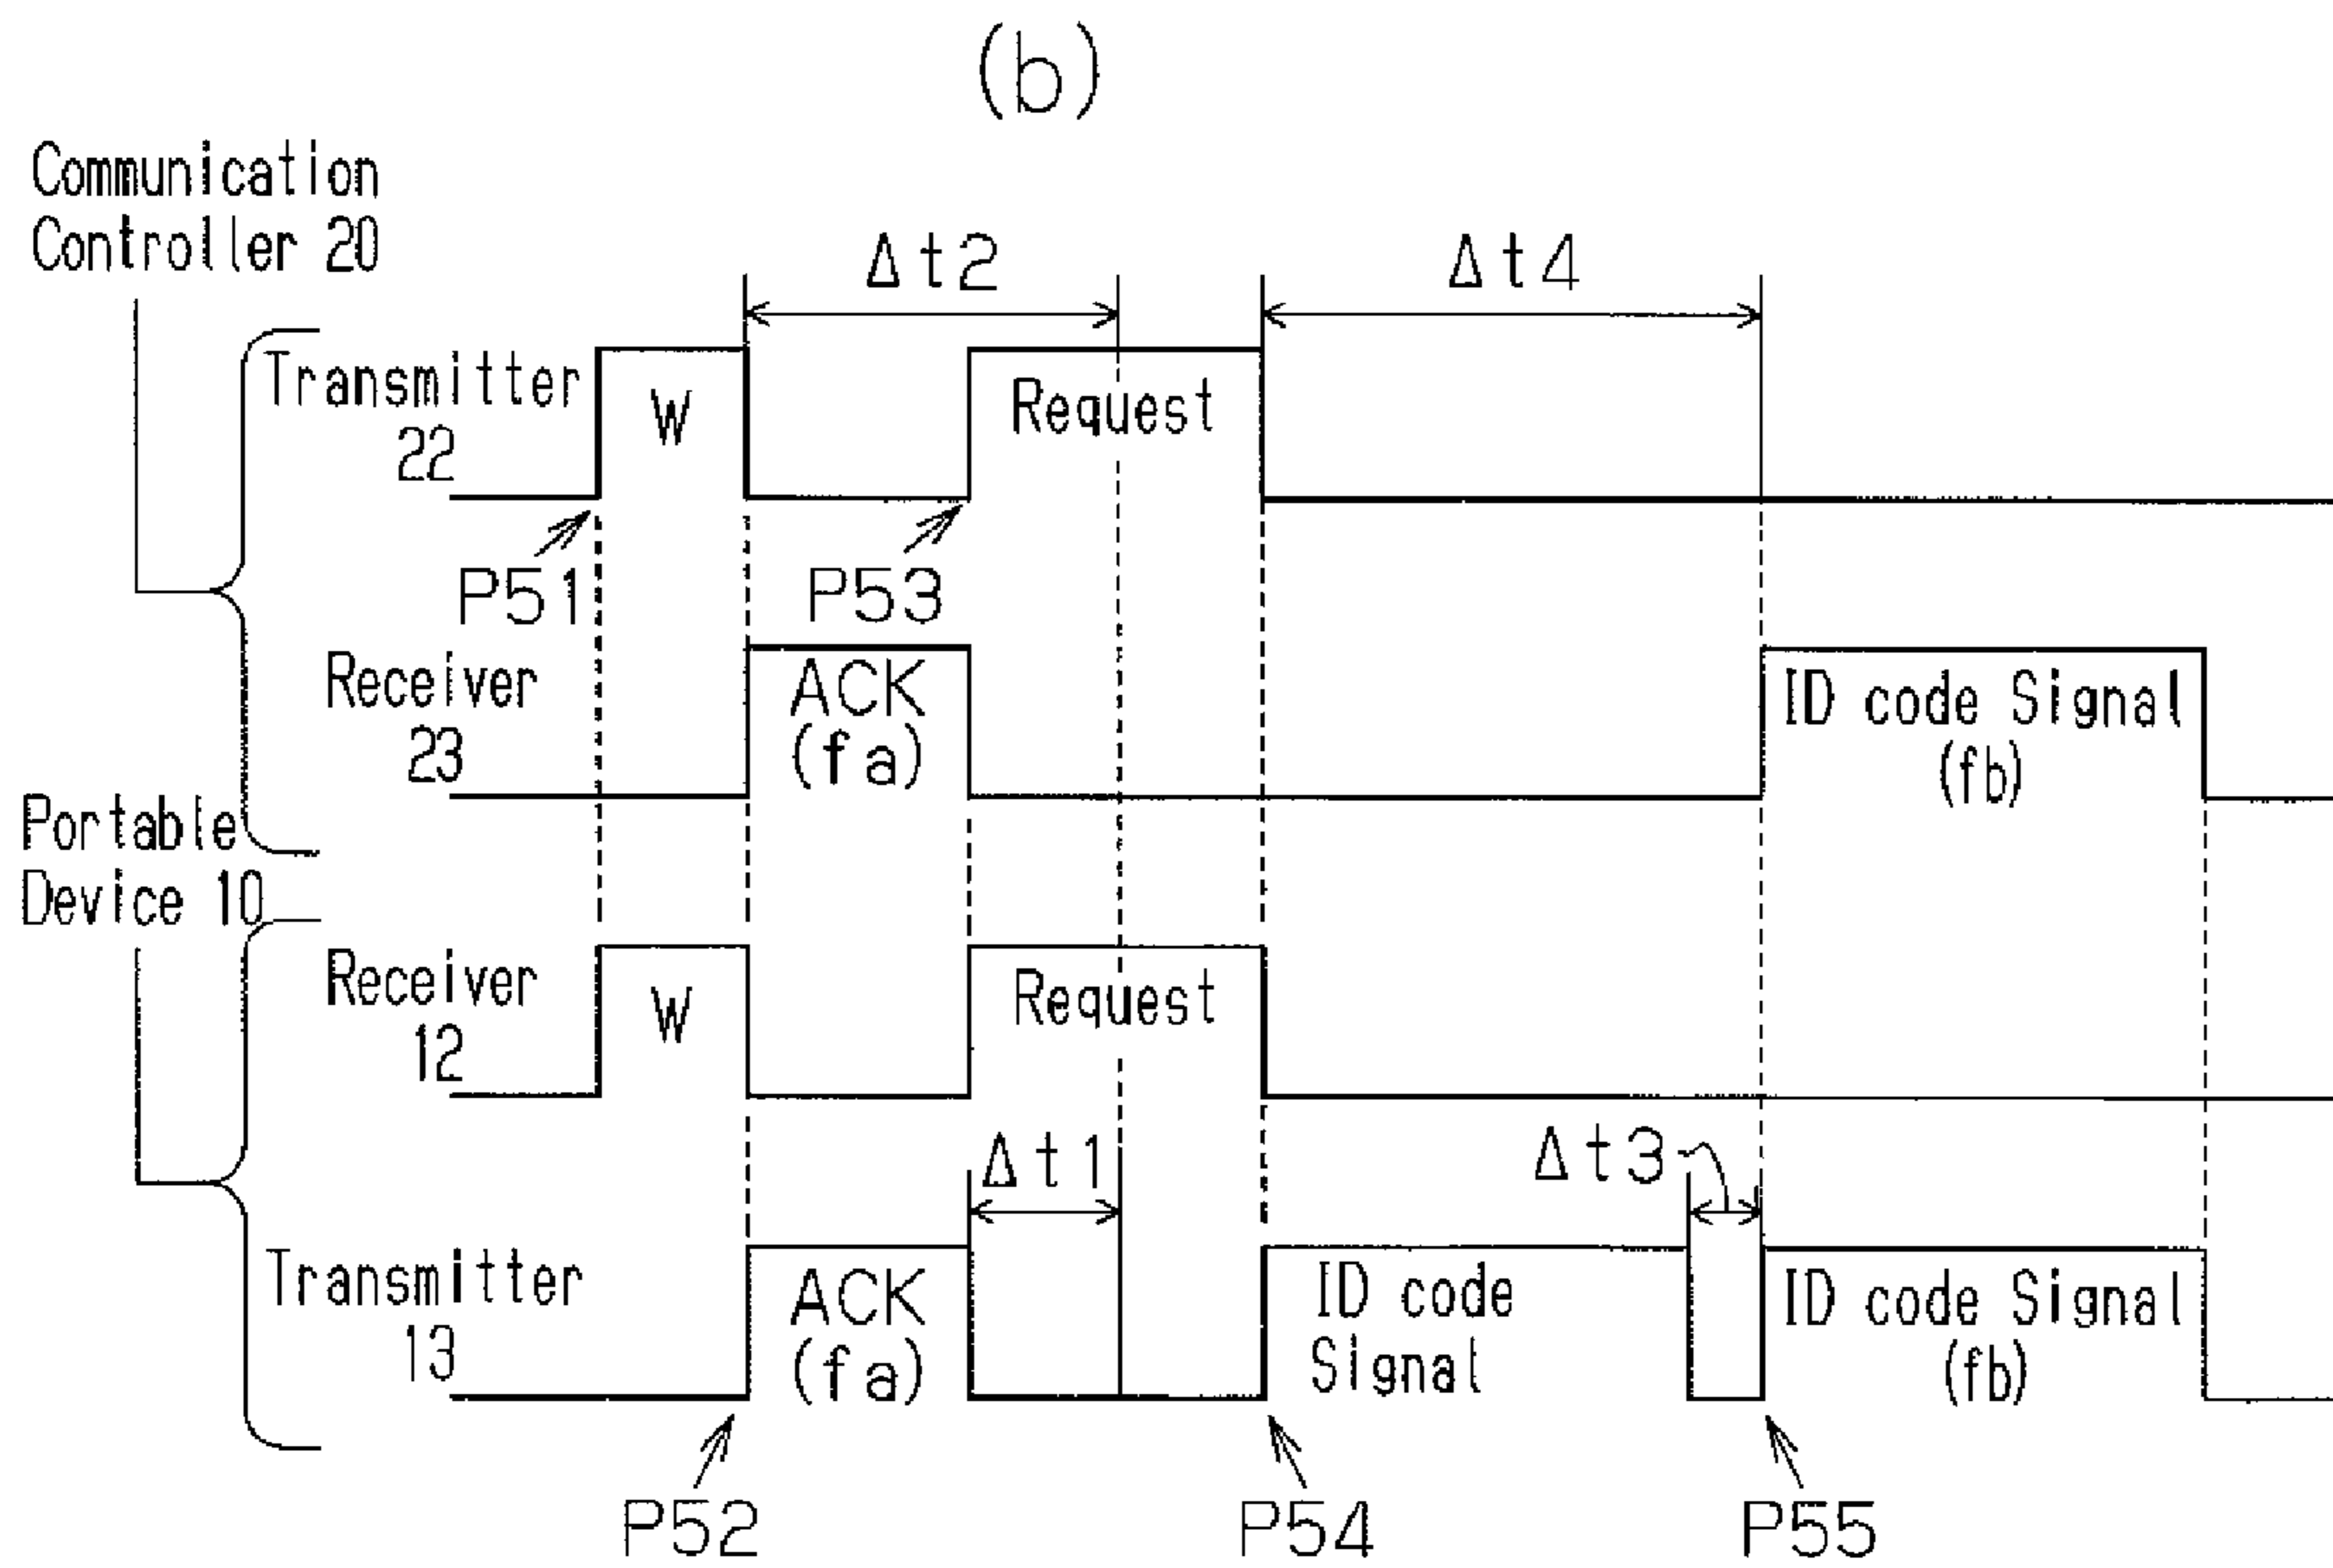 (b)
Communication
Controller 20
Δt2
Δt4
Transmitter
22
W
Request
P51
P53
Receiver
23
ACK
(fa)
ID code Signal
(fb)
Portable
Device 10
Receiver
12
W
Request
Δt1
Δt3
Transmitter
13
ACK
(fa)
ID code
Signal
ID code Signal
(fb)
P52
P54
P55